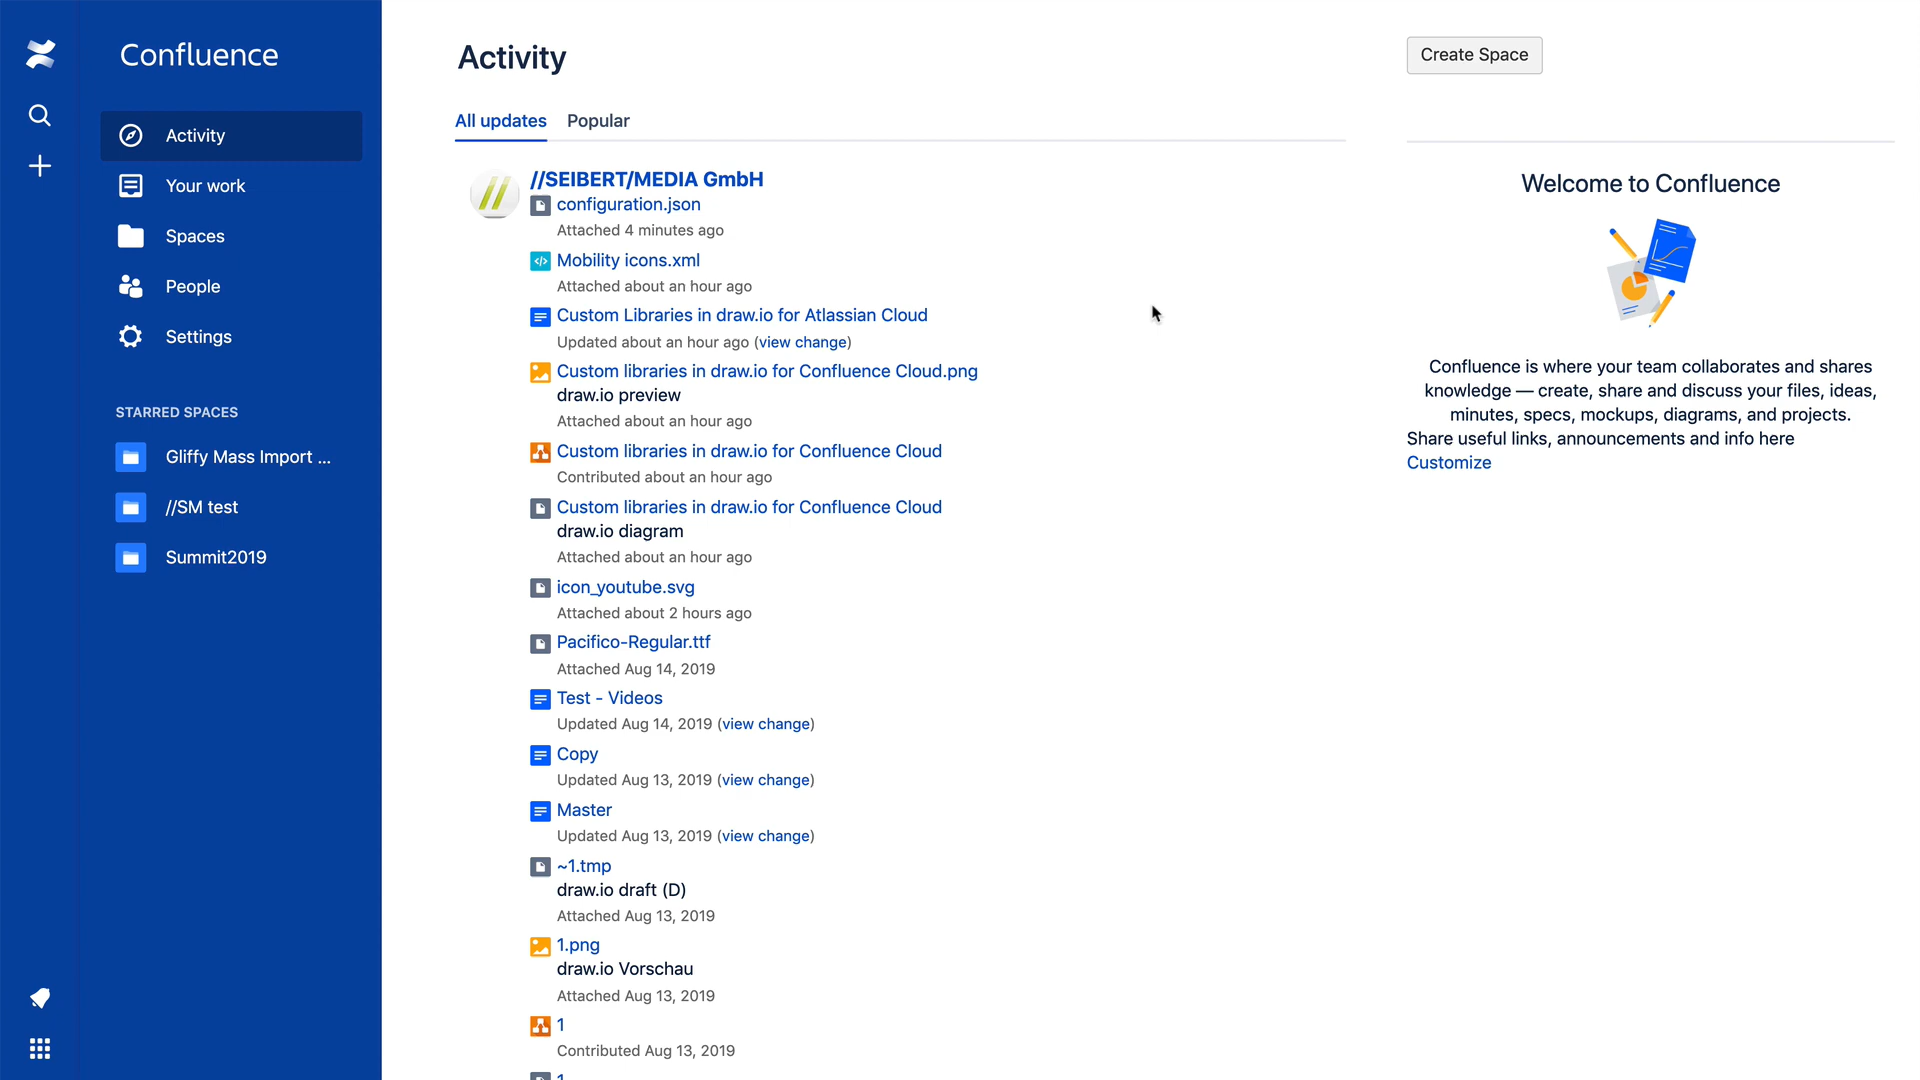 Confluence
Activity
Your work
Spaces
People
Settings
STARRED SPACES
Gliffy Mass Import ...
//SM test
Summit2019
Activity
All updates
Popular
//SEIBERT/MEDIA GmbH
configuration.json
Attached 4 minutes ago
Mobility icons.xml
Attached about an hour ago
Custom Libraries in draw.io for Atlassian Cloud
Updated about an hour ago (view change)
Custom libraries in draw.io for Confluence Cloud.png
draw.io preview
Attached about an hour ago
Custom libraries in draw.io for Confluence Cloud
Contributed about an hour ago
Custom libraries in draw.io for Confluence Cloud
draw.io diagram
Attached about an hour ago
icon_youtube.svg
Attached about 2 hours ago
Pacifico-Regular.ttf
Attached Aug 14, 2019
Test - Videos
Updated Aug 14, 2019 (view change)
Copy
Updated Aug 13, 2019 (view change)
Master
Updated Aug 13, 2019 (view change)
~1.tmp
draw.io draft (D)
Attached Aug 13, 2019
1.png
draw.io Vorschau
Attached Aug 13, 2019
1
Contributed Aug 13, 2019
Create Space
Welcome to Confluence
Confluence is where your team collaborates and shares
knowledge — create, share and discuss your files, ideas,
minutes, specs, mockups, diagrams, and projects.
Share useful links, announcements and info here
Customize